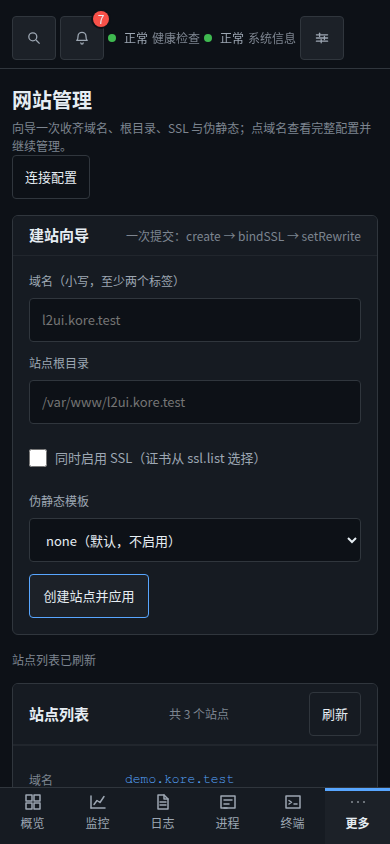 7
正常 健康检查 正常 系统信息
网站管理
向导一次收齐域名、根目录、SSL 与伪静态；点域名查看完整配置并
继续管理。
连接配置
建站向导 一次提交：create → bindSSL → setRewrite
域名（小写，至少两个标签）
l2ui.kore.test
站点根目录
/var/www/l2ui.kore.test
同时启用 SSL（证书从 ssl.list 选择）
伪静态模板
none（默认，不启用）
创建站点并应用
站点列表已刷新
站点列表 共 3 个站点 刷新
域名 demo.kore.test
概览 监控 日志 进程 终端 更多